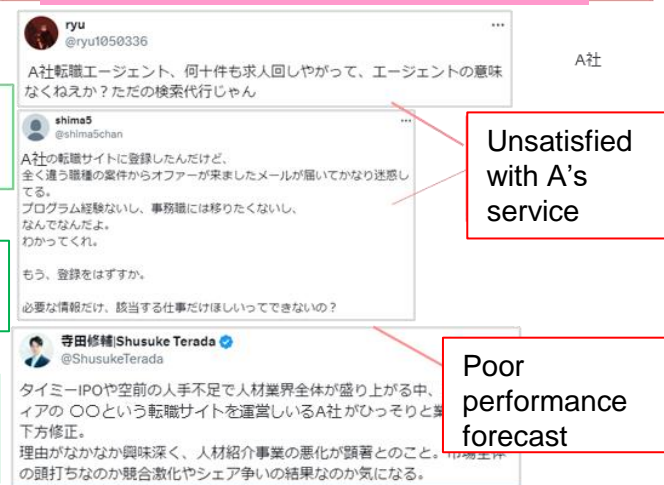 ryu
@ryu1050336
A社転職エージェント、何十件も求人回しやがって、エージェントの意味
なくねえか？ただの検索代行じゃん
A社
shima5
@shima5chan
A社の転職サイトに登録したんだけど、
全く違う職種の案件からオファーが来ましたメールが届いてかなり迷惑し
てる。
プログラム経験ないし、事務職には移りたくないし、
なんでなんだよ。
わかってくれ。
もう、登録をはずすか。
必要な情報だけ、該当する仕事だけほしいってできないの？
Unsatisfied
with A's
service
寺田修輔|Shusuke Terada
@ShusukeTerada
タイミーIPOや空前の人手不足で人材業界全体が盛り上がる中、
ィアの 〇〇という転職サイトを運営しいるA社 がひっそりと業
下方修正。
理由がなかなか興味深く、人材紹介事業の悪化が顕著とのこと。市場全体
の頭打ちなのか競合激化やシェア争いの結果なのか気になる。
Poor
performance
forecast